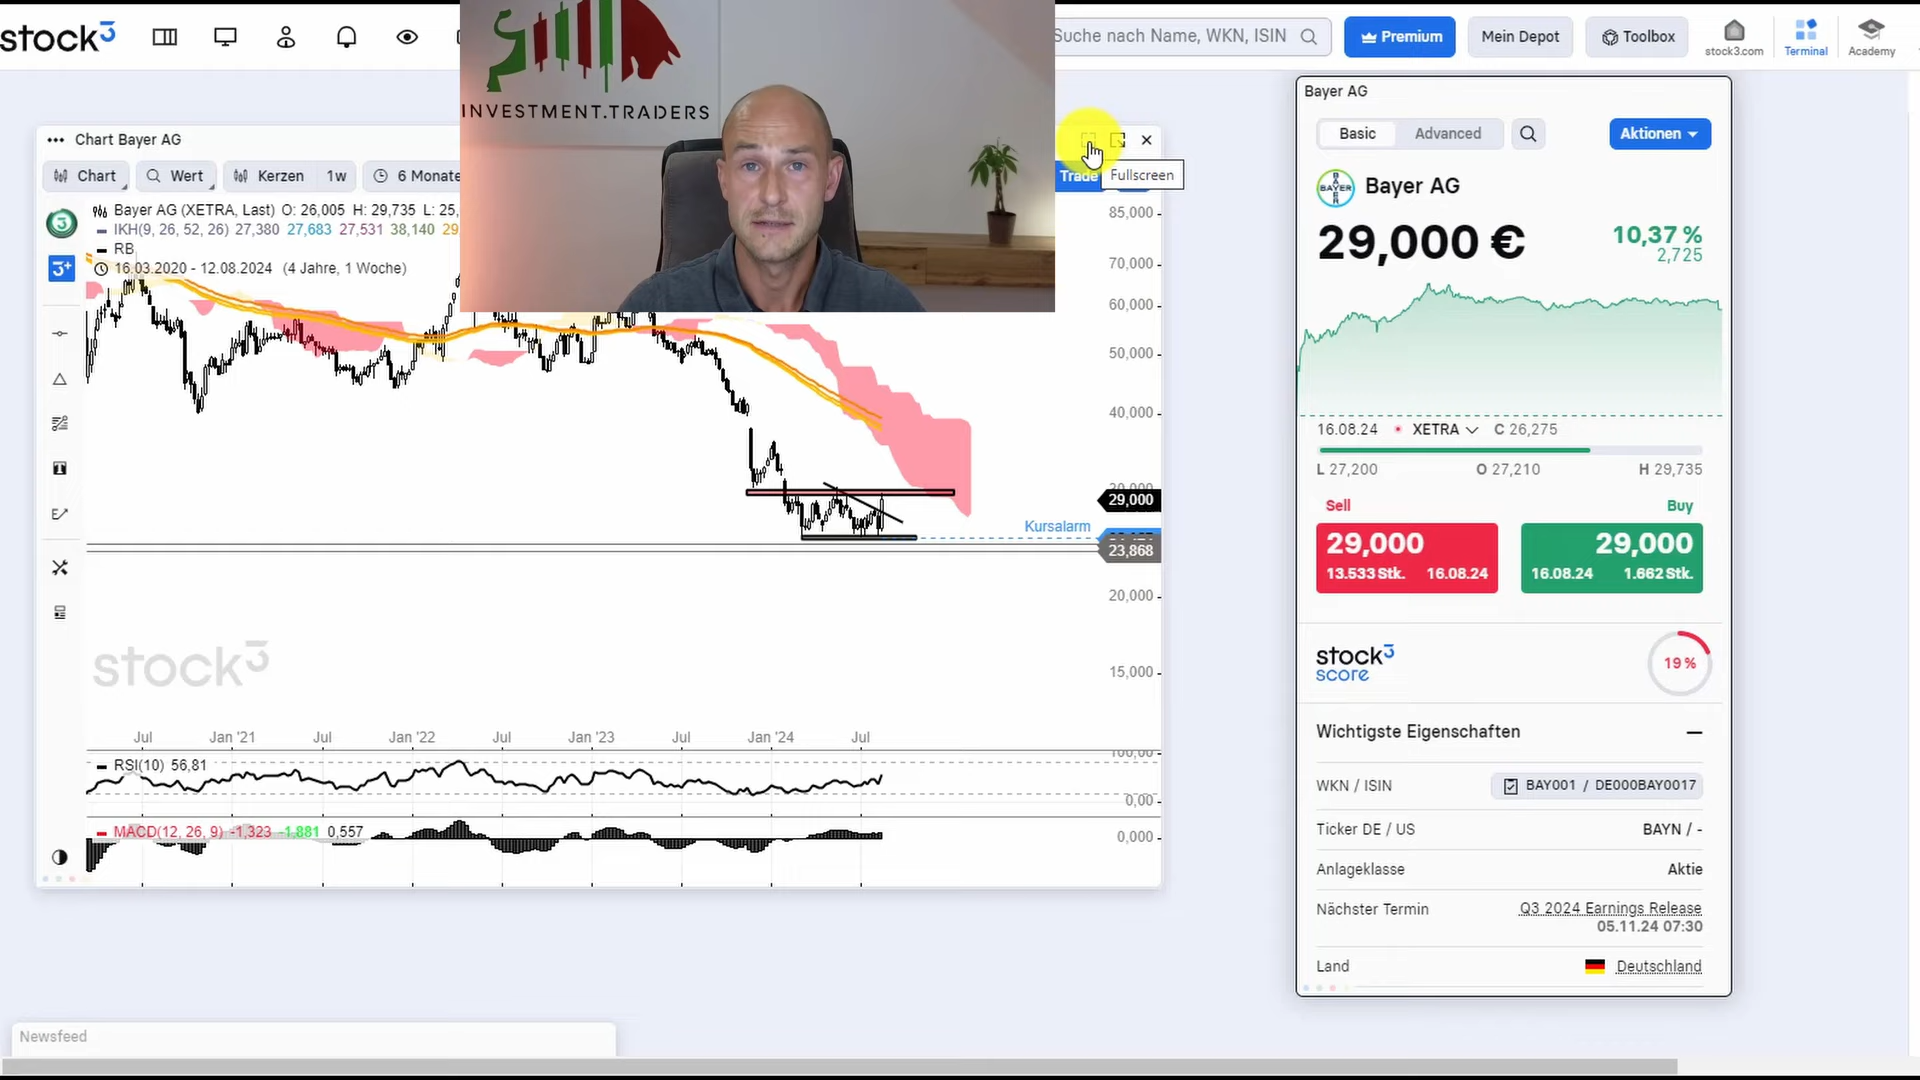 stock3
INVESTMENT.TRADERS
Suche nach Name, WKN, ISIN
Premium
Mein Depot
Toolbox
stock3.com
Terminal
Academy
Chart Bayer AG
Chart
Wert
Kerzen
1w
6 Monate
Trade
Fullscreen
Bayer AG (XETRA, Last) O: 26,005 H: 29,735 L: 25,
IKH(9, 26, 52, 26) 27,380 27,683 27,531 38,140 29
RB
16.03.2020 - 12.08.2024 (4 Jahre, 1 Woche)
85,000
70,000
60,000
50,000
40,000
30,000
29,000
Kursalarm
23,868
20,000
15,000
stock3
Jul
Jan '21
Jul
Jan '22
Jul
Jan '23
Jul
Jan '24
Jul
RSI(10) 56,81
100,00
0,00
MACD(12, 26, 9) -1,323 -1,881 0,557
0,000
Newsfeed
Bayer AG
Basic
Advanced
Aktionen
BAYER
Bayer AG
29,000 €
10,37 %
2,725
16.08.24
XETRA
C 26,275
L 27,200
O 27,210
H 29,735
Sell
Buy
29,000
13.533 Stk. 16.08.24
29,000
16.08.24 1.662 Stk.
stock3
score
19 %
Wichtigste Eigenschaften
WKN / ISIN
BAY001 / DE000BAY0017
Ticker DE / US
BAYN / -
Anlageklasse
Aktie
Nächster Termin
Q3 2024 Earnings Release
05.11.24 07:30
Land
Deutschland